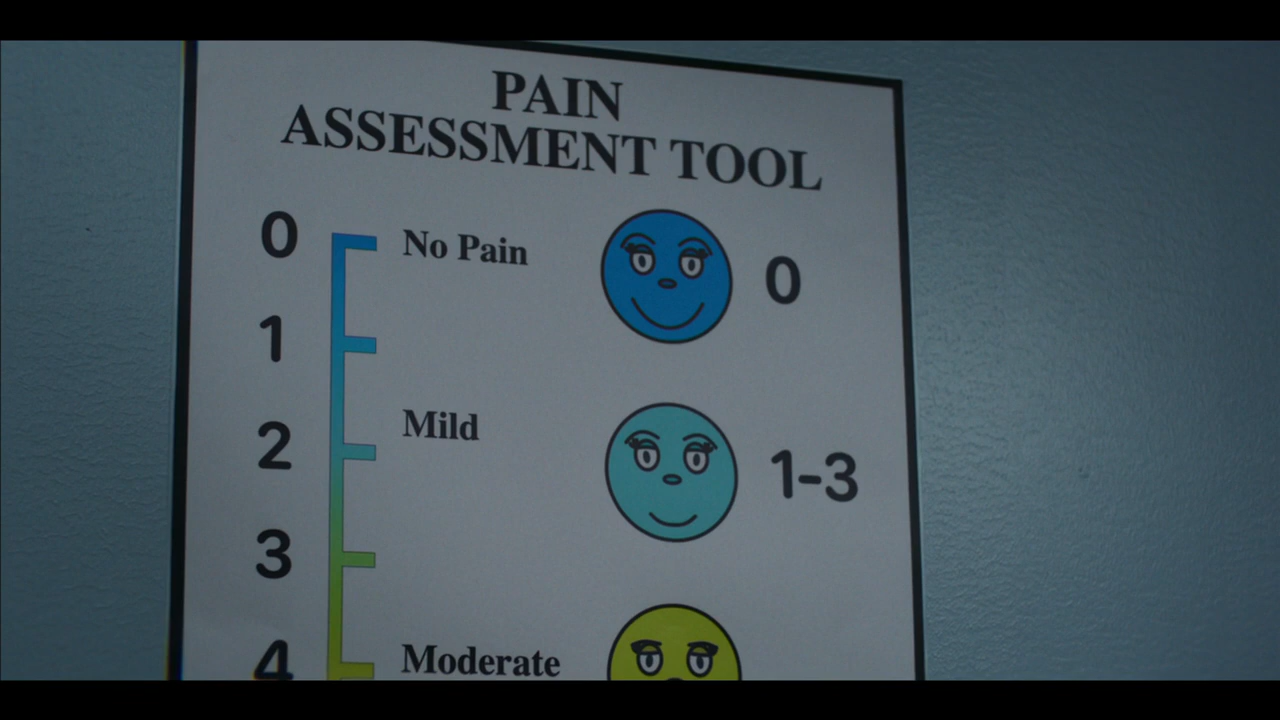 PAIN
ASSESSMENT TOOL
0 No Pain 0
1
2 Mild 1-3
3
4 Moderate